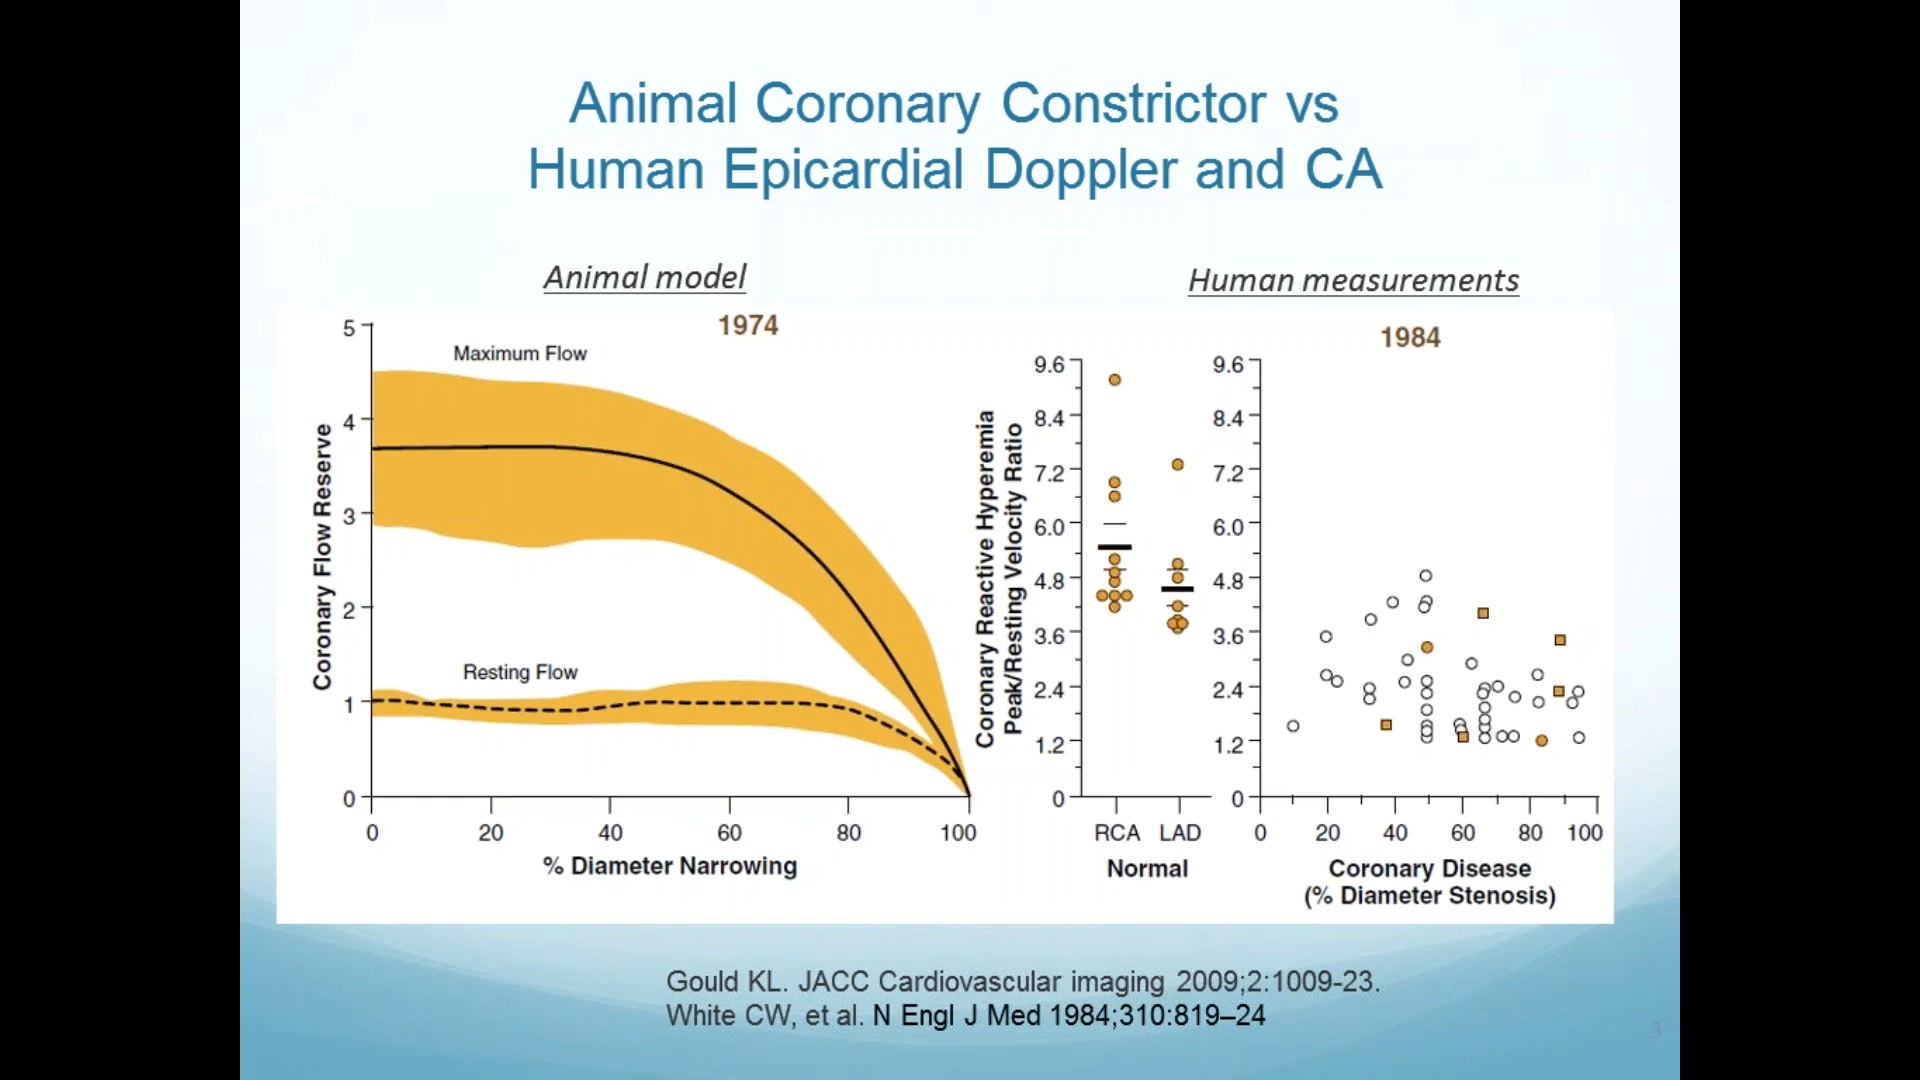 Animal Coronary Constrictor vs
Human Epicardial Doppler and CA
Animal model
1974
5
4
3
2
1
0
Coronary Flow Reserve
Maximum Flow
Resting Flow
0 20 40 60 80 100
% Diameter Narrowing
Human measurements
1984
Coronary Reactive Hyperemia
Peak/Resting Velocity Ratio
9.6
8.4
7.2
6.0
4.8
3.6
2.4
1.2
0
RCA LAD
Normal
9.6
8.4
7.2
6.0
4.8
3.6
2.4
1.2
0
0 20 40 60 80 100
Coronary Disease
(% Diameter Stenosis)
Gould KL. JACC Cardiovascular imaging 2009;2:1009-23.
White CW, et al. N Engl J Med 1984;310:819–24
3